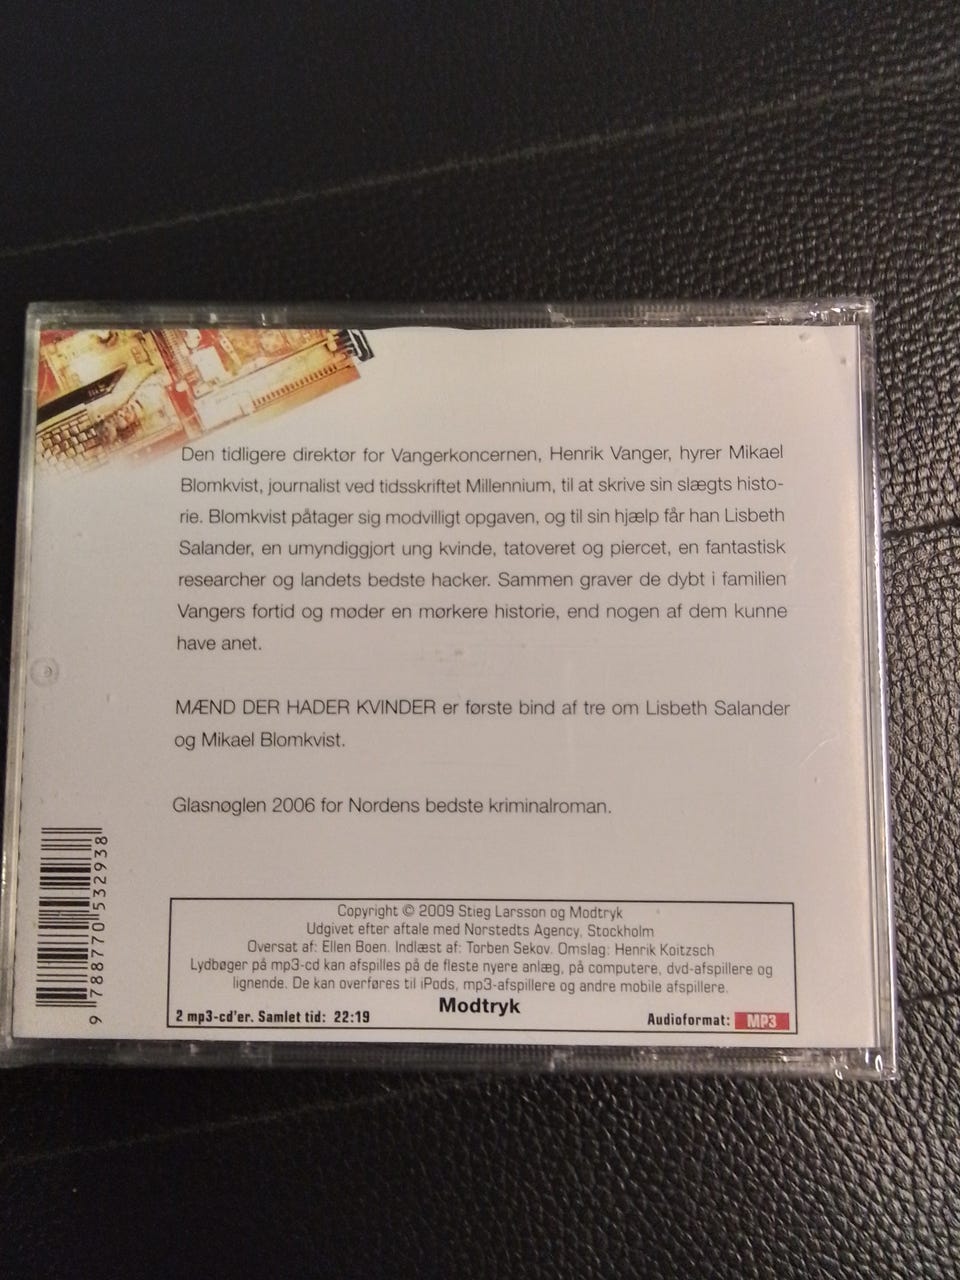 Den tidligere direktør for Vangerkoncernen, Henrik Vanger, hyrer Mikael
Blomkvist, journalist ved tidsskriftet Millennium, til at skrive sin slægts histo-
rie. Blomkvist påtager sig modvilligt opgaven, og til sin hjælp får han Lisbeth
Salander, en umyndiggjort ung kvinde, tatoveret og piercet, en fantastisk
researcher og landets bedste hacker. Sammen graver de dybt i familien
Vangers fortid og møder en mørkere historie, end nogen af dem kunne
have anet.
MÆND DER HADER KVINDER er første bind af tre om Lisbeth Salander
og Mikael Blomkvist.
Glasnøglen 2006 for Nordens bedste kriminalroman.
9 788770 532938
Copyright © 2009 Stieg Larsson og Modtryk
Udgivet efter aftale med Norstedts Agency, Stockholm
Oversat af: Ellen Boen. Indlæst af: Torben Sekov. Omslag: Henrik Koitzsch
Lydbøger på mp3-cd kan afspilles på de fleste nyere anlæg, på computere, dvd-afspillere og
lignende. De kan overføres til iPods, mp3-afspillere og andre mobile afspillere.
Modtryk
2 mp3-cd'er. Samlet tid: 22:19
Audioformat: MP3